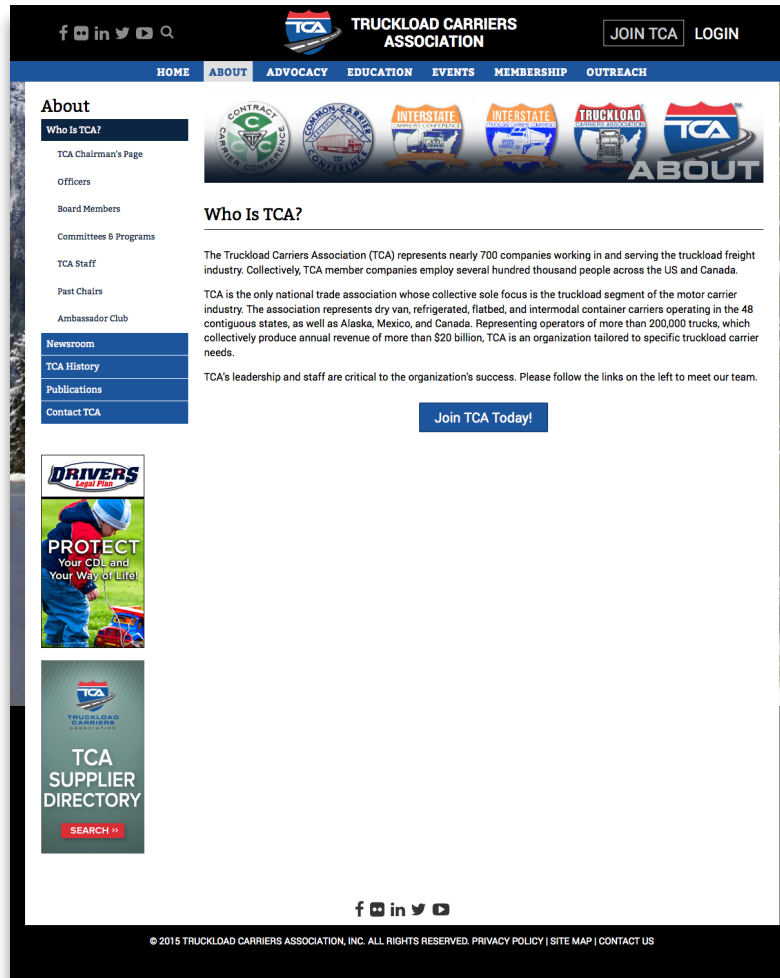 TCA
TRUCKLOAD CARRIERS
ASSOCIATION
JOIN TCA
LOGIN
HOME ABOUT ADVOCACY EDUCATION EVENTS MEMBERSHIP OUTREACH
About
Who Is TCA?
TCA Chairman's Page
Officers
Board Members
Committees & Programs
TCA Staff
Past Chairs
Ambassador Club
Newsroom
TCA History
Publications
Contact TCA
CONTRACT
CARRIER CONFERENCE
COMMON CARRIER
CONFERENCE
INTERSTATE
INTERSTATE
TRUCKLOAD
CARRIERS ASSOCIATION
TCA
ABOUT
Who Is TCA?
The Truckload Carriers Association (TCA) represents nearly 700 companies working in and serving the truckload freight
industry. Collectively, TCA member companies employ several hundred thousand people across the US and Canada.
TCA is the only national trade association whose collective sole focus is the truckload segment of the motor carrier
industry. The association represents dry van, refrigerated, flatbed, and intermodal container carriers operating in the 48
contiguous states, as well as Alaska, Mexico, and Canada. Representing operators of more than 200,000 trucks, which
collectively produce annual revenue of more than $20 billion, TCA is an organization tailored to specific truckload carrier
needs.
TCA's leadership and staff are critical to the organization's success. Please follow the links on the left to meet our team.
Join TCA Today!
DRIVERS
Legal Plan
PROTECT
Your CDL and
Your Way of Life!
TCA
TRUCKLOAD
CARRIERS
ASSOCIATION
TCA
SUPPLIER
DIRECTORY
SEARCH »
© 2015 TRUCKLOAD CARRIERS ASSOCIATION, INC. ALL RIGHTS RESERVED. PRIVACY POLICY | SITE MAP | CONTACT US